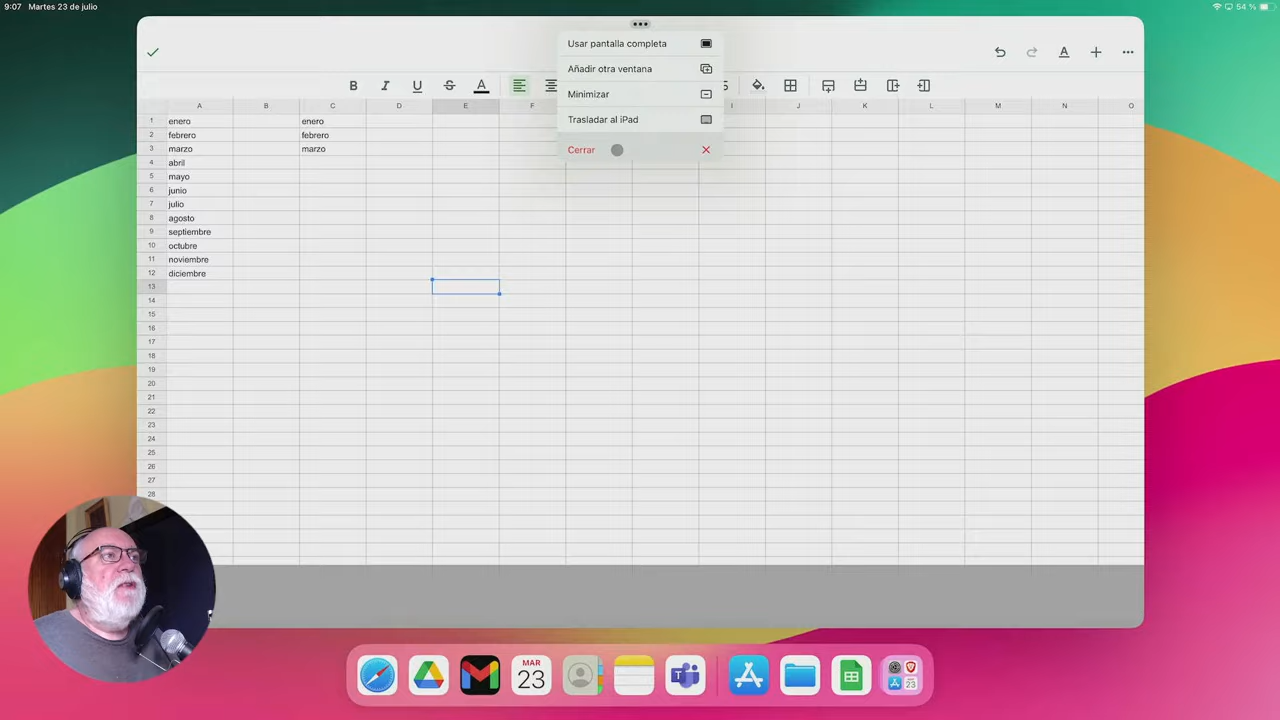 9:07 Martes 23 de julio
54 %
Usar pantalla completa
Añadir otra ventana
Minimizar
Trasladar al iPad
Cerrar
B I U S A
A B C D E F I J K L M N O
1 enero enero
2 febrero febrero
3 marzo marzo
4 abril
5 mayo
6 junio
7 julio
8 agosto
9 septiembre
10 octubre
11 noviembre
12 diciembre
13
14
15
16
17
18
19
20
21
22
23
24
25
26
27
28
MAR
23
23